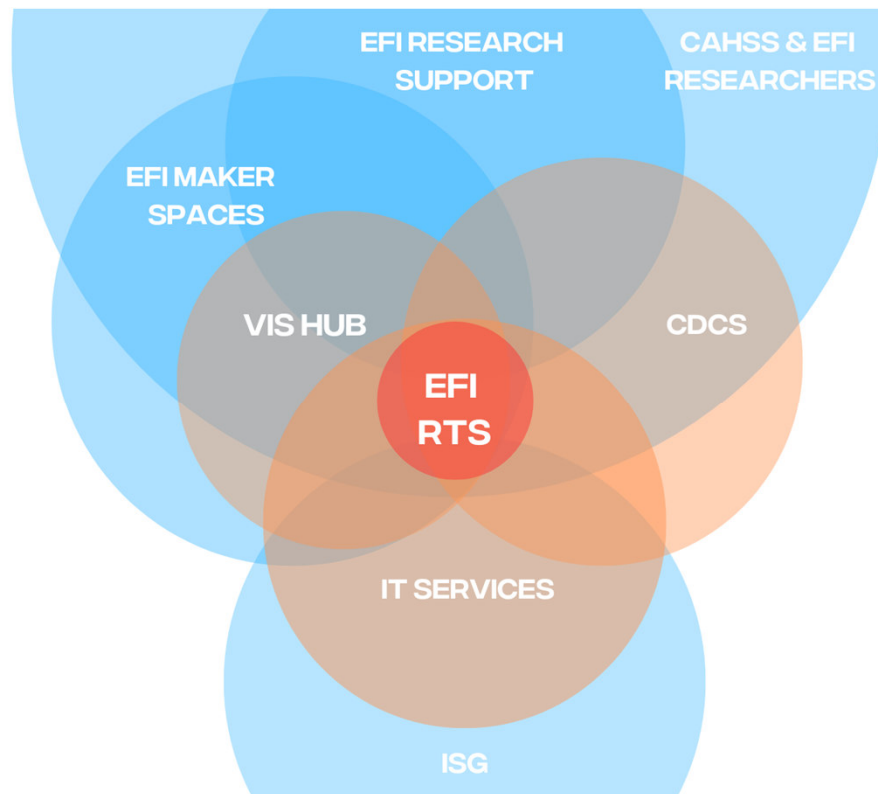 EFI RESEARCH
SUPPORT
CAHSS & EFI
RESEARCHERS
EFI MAKER
SPACES
VIS HUB
CDCS
EFI
RTS
IT SERVICES
ISG